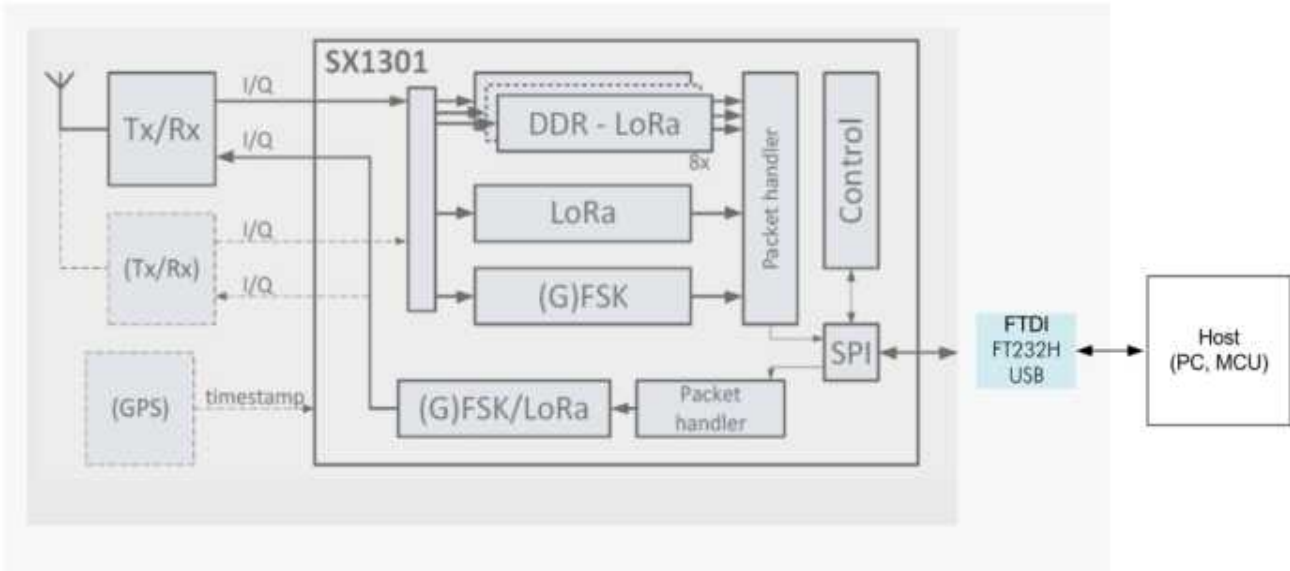 SX1301
I/Q
Tx/Rx
I/Q
DDR - LoRa
8x
Packet handler
Control
LoRa
I/Q
(Tx/Rx)
I/Q
(G)FSK
SPI
FTDI
FT232H
USB
Host
(PC, MCU)
(GPS)
timestamp
(G)FSK/LoRa
Packet
handler